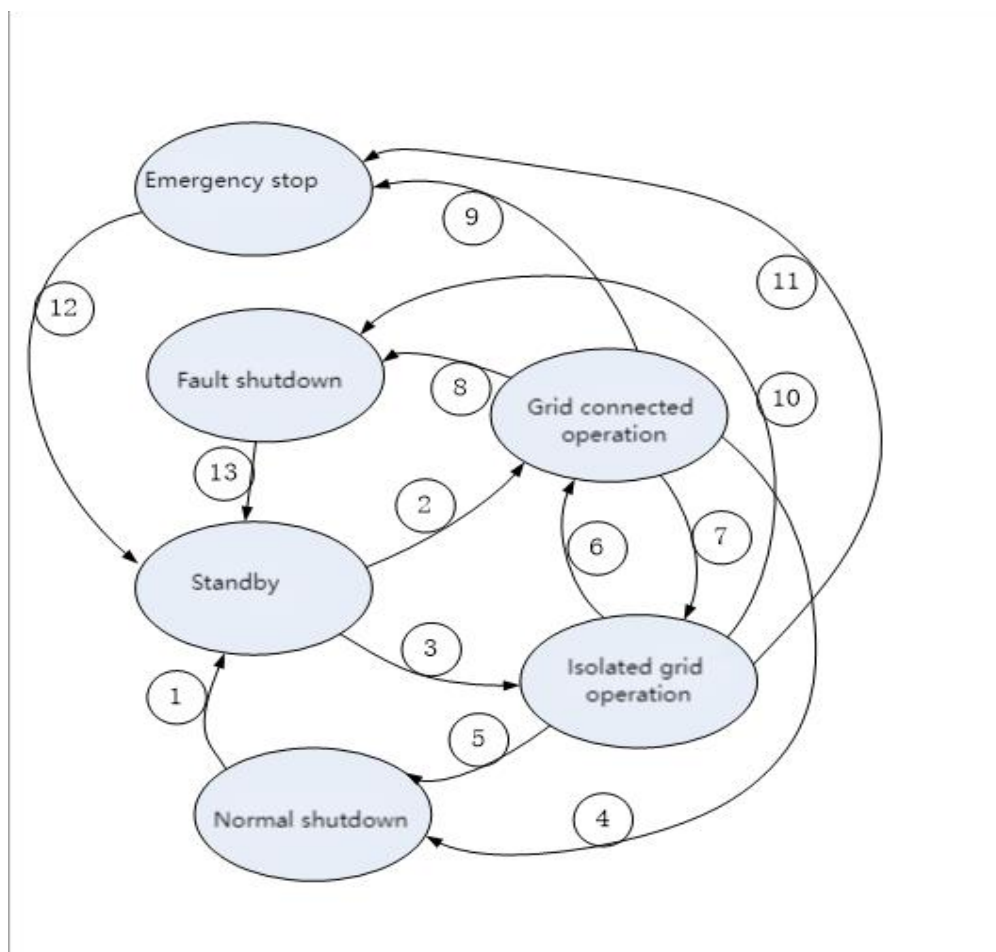 Emergency stop
9
11
12
Fault shutdown
8
10
Grid connected
operation
13
2
6
7
Standby
3
Isolated grid
operation
1
5
Normal shutdown
4